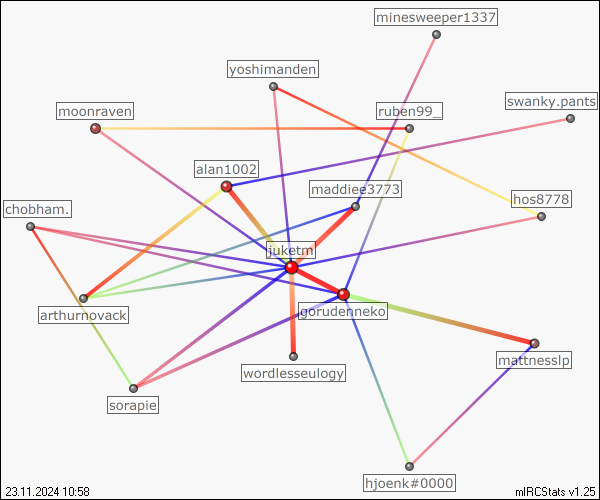 minesweeper1337
yoshimanden
swanky.pants
moonraven
ruben99_
alan1002
maddiee3773
hos8778
chobham.
juketm
arthurnovack
gorudenneko
wordlesseulogy
mattnesslp
sorapie
hjoenk#0000
23.11.2024 10:58
mIRCStats v1.25